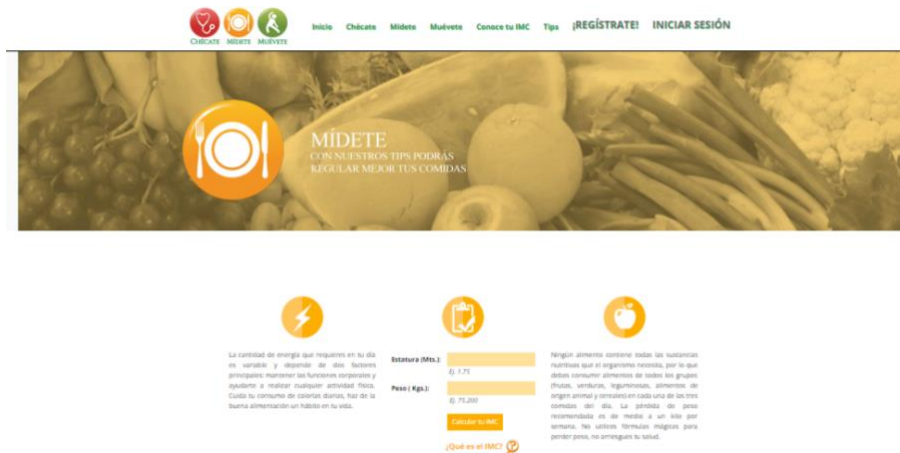 CHÉCATE MÍDETE MUÉVETE
Inicio Chécate Mídete Muévete Conoce tu IMC Tips ¡REGÍSTRATE! INICIAR SESIÓN
MÍDETE
CON NUESTROS TIPS PODRÁS
REGULAR MEJOR TUS COMIDAS
La cantidad de energía que requieres en tu día
es variable y depende de dos factores
principales: mantener las funciones corporales y
ayudarte a realizar cualquier actividad física.
Cuida tu consumo de calorías diarias, haz de la
buena alimentación un hábito en tu vida.
Estatura (Mts.):
Ej. 1.75
Peso ( Kgs.):
Ej. 75.200
Calcular tu IMC
¿Qué es el IMC?
Ningún alimento contiene todas las sustancias
nutritivas que el organismo necesita, por lo que
debes consumir alimentos de todos los grupos
(frutas, verduras, leguminosas, alimentos de
origen animal y cereales) en cada una de las tres
comidas del día. La pérdida de peso
recomendada es de medio a un kilo por
semana. No utilices fórmulas mágicas para
perder peso, no arriesgues tu salud.